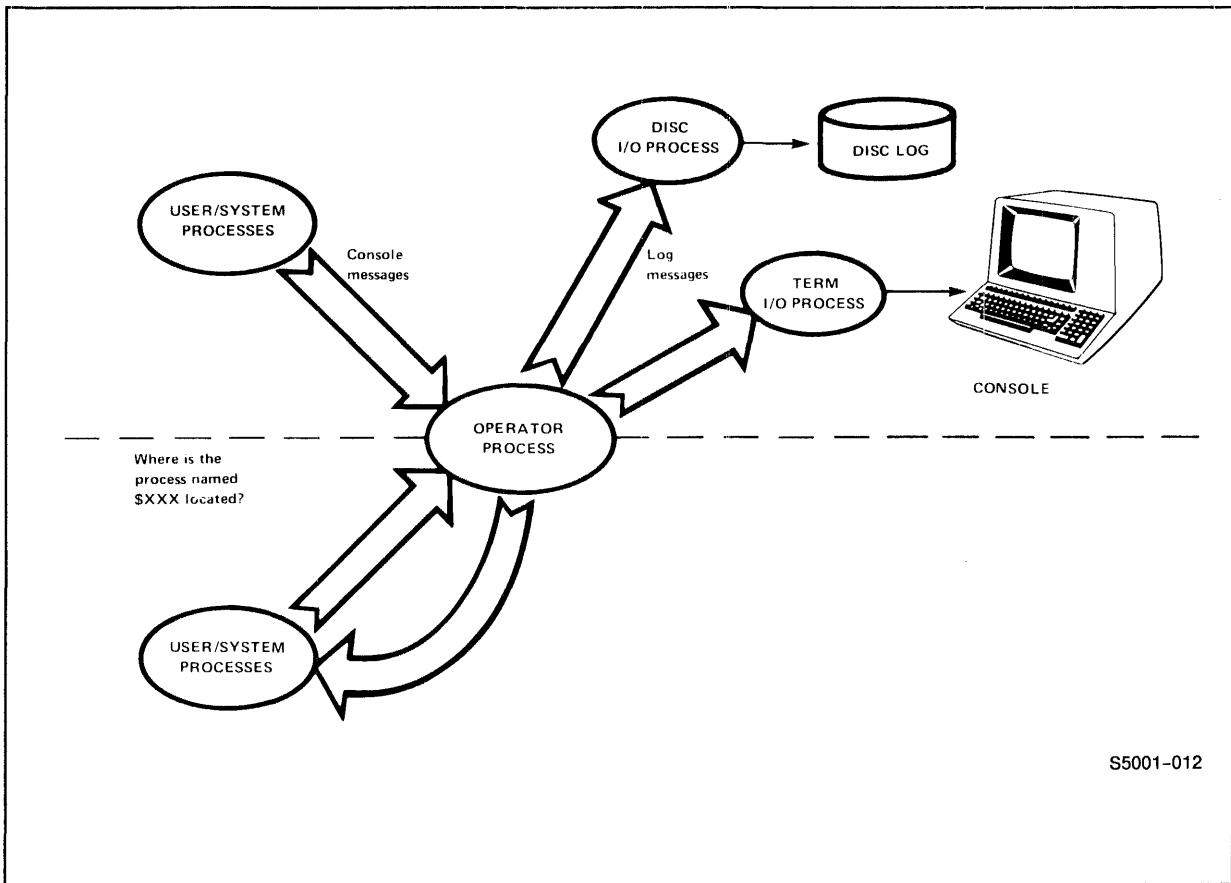 DISC
I/O PROCESS
DISC LOG
USER/SYSTEM
PROCESSES
Console
messages
Log
messages
TERM
I/O PROCESS
CONSOLE
OPERATOR
PROCESS
Where is the
process named
$XXX located?
USER/SYSTEM
PROCESSES
S5001-012